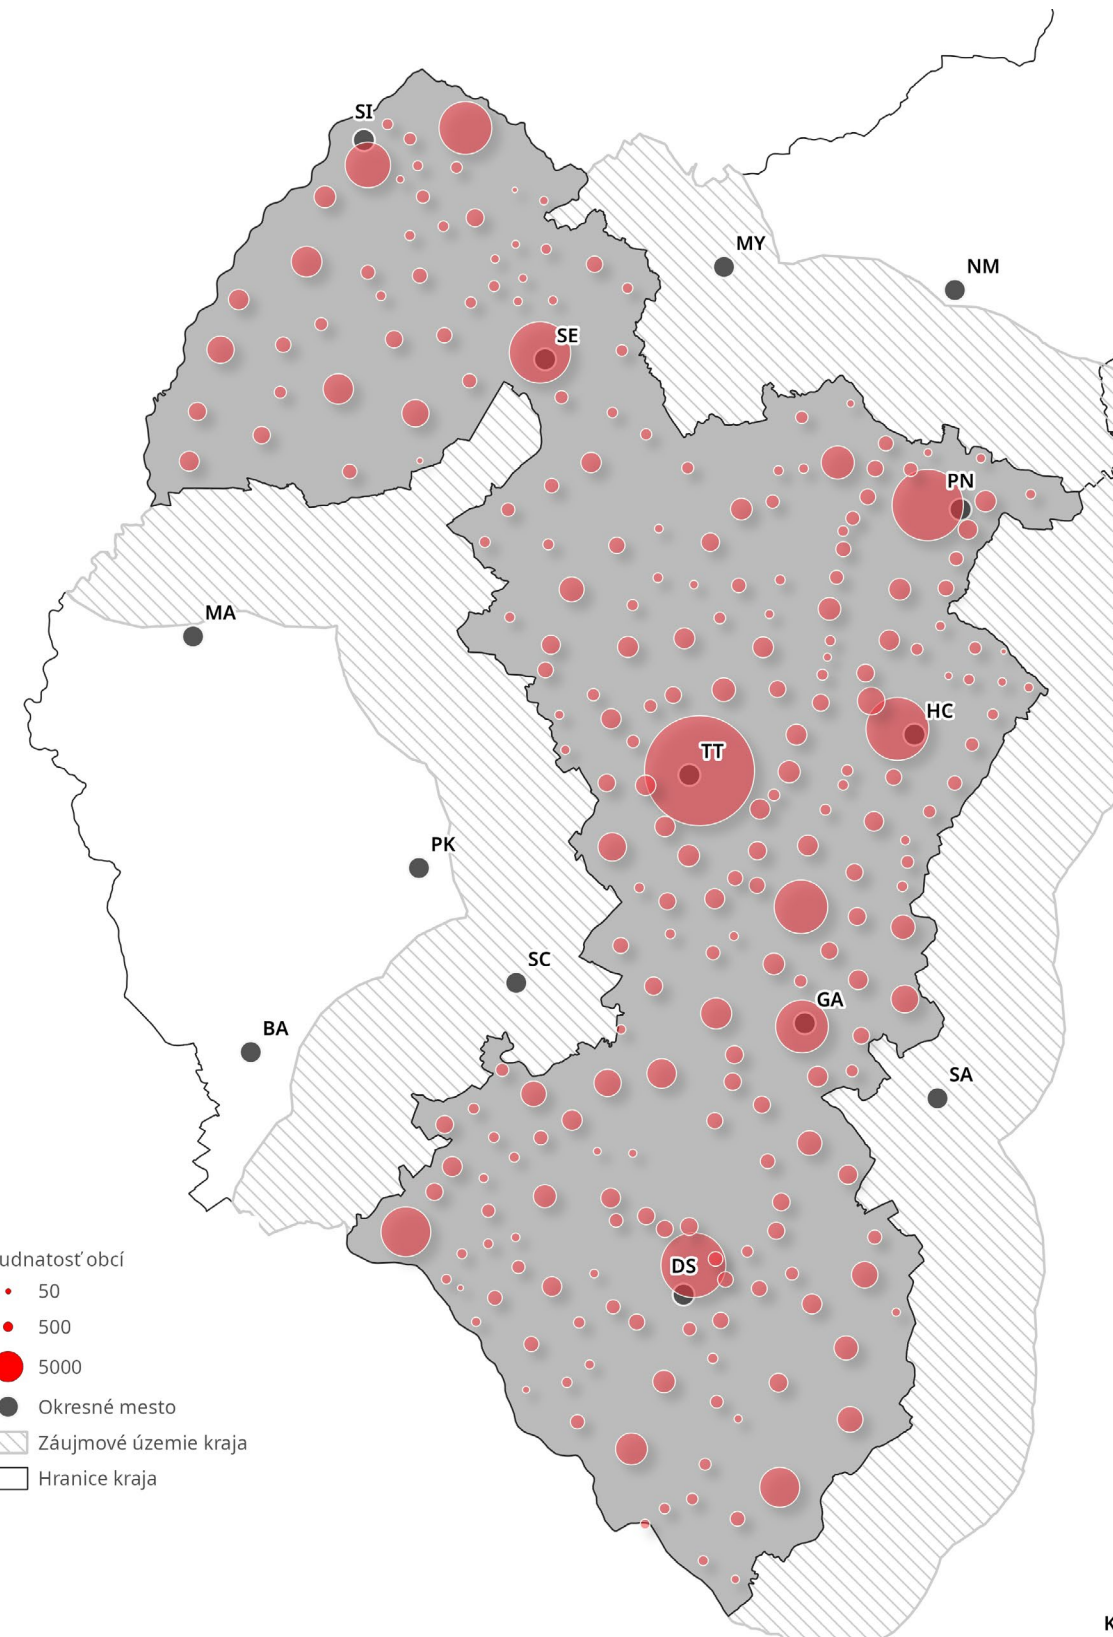 SI
MY
NM
SE
PN
MA
HC
TT
PK
SC
GA
BA
SA
DS
udnatosť obcí
50
500
5000
Okresné mesto
Záujmové územie kraja
Hranice kraja
K